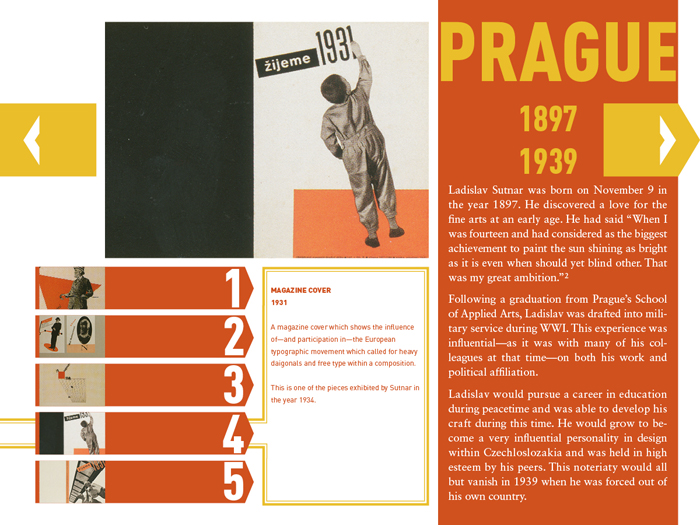 žijeme 1931
PRAGUE
1897
1939
Ladislav Sutnar was born on November 9 in
the year 1897. He discovered a love for the
fine arts at an early age. He had said “When I
was fourteen and had considered as the biggest
achievement to paint the sun shining as bright
as it is even when should yet blind other. That
was my great ambition.”²
Following a graduation from Prague’s School
of Applied Arts, Ladislav was drafted into mili-
tary service during WWI. This experience was
influential—as it was with many of his col-
leagues at that time—on both his work and
political affiliation.
Ladislav would pursue a career in education
during peacetime and was able to develop his
craft during this time. He would grow to be-
come a very influential personality in design
within Czechloslozakia and was held in high
esteem by his peers. This noteriaty would all
but vanish in 1939 when he was forced out of
his own country.
1
2
3
4
5
MAGAZINE COVER
1931
A magazine cover which shows the influence
of—and participation in—the European
typographic movement which called for heavy
daigonals and free type within a composition.
This is one of the pieces exhibited by Sutnar in
the year 1934.